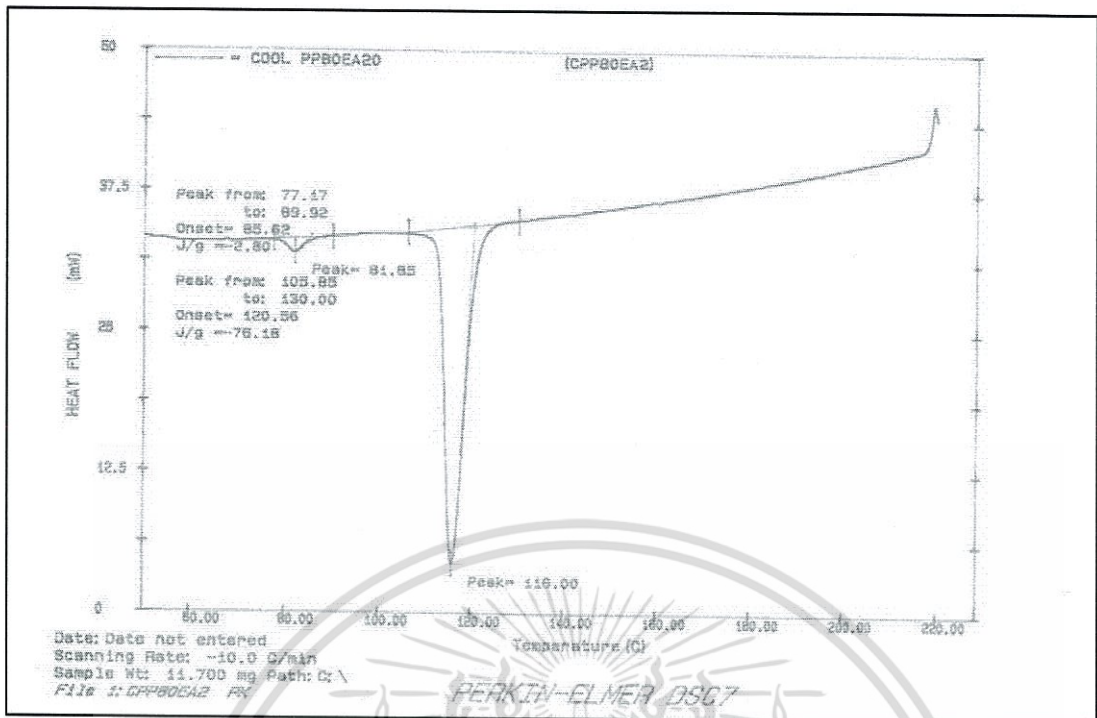 50
= COOL PP80EA20 (CPP80EA2)
37.5
Peak from: 77.17
to: 89.92
Onset= 85.62
J/g =-2.80
Peak= 81.85
Peak from: 105.85
to: 130.00
Onset= 120.56
J/g =-76.18
25
HEAT FLOW (mW)
12.5
Peak= 116.00
0
60.00 80.00 100.00 120.00 140.00 160.00 180.00 200.00 220.00
Temperature (C)
Date: Date not entered
Scanning Rate: -10.0 C/min
Sample Wt: 11.700 mg Path: C:\
File 1: CPP80EA2 PK
PERKIN-ELMER DSC7